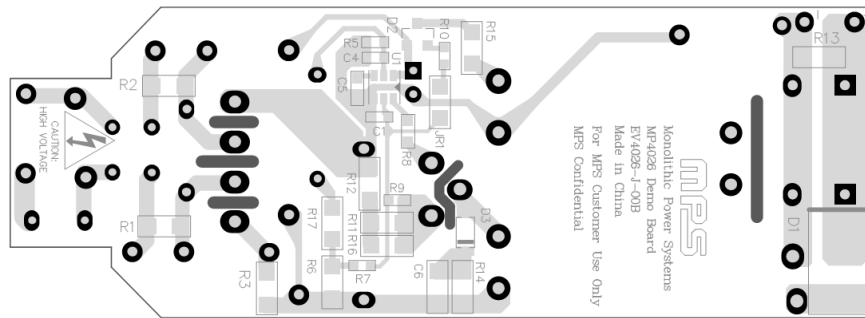 R2
CAUTION:
HIGH VOLTAGE
R1
R3
D2
R10
R15
R5
C4
U1
C5
C1
JR1
R8
R12
R9
R17
R11
R16
R6
R7
D3
C6
R14
MPS
Monolithic Power Systems
MP4026 Demo Board
EV4026-J-00B
Made in China
For MPS Customer Use Only
MPS Confidential
R13
D1